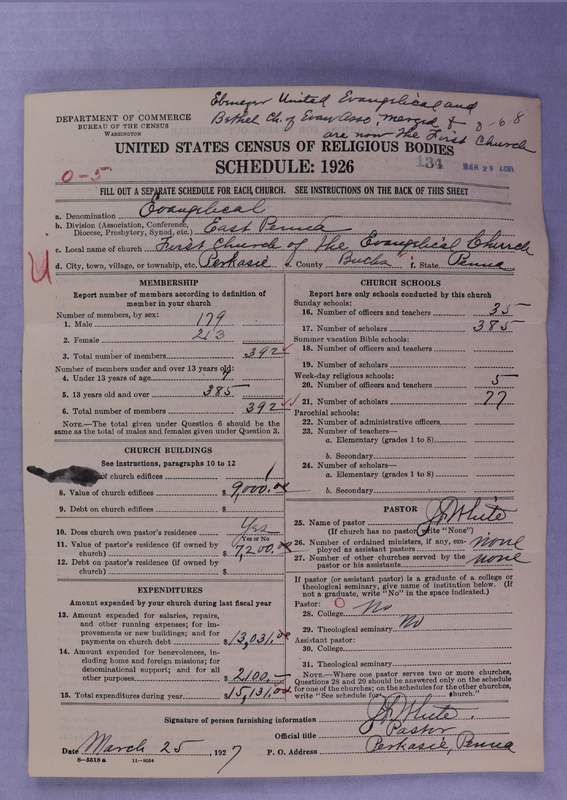 Ebenezer United Evangelical and
Bethel Ch. of Evan. Asso. merged &
are now the First Church
8-6-8
DEPARTMENT OF COMMERCE
BUREAU OF THE CENSUS
WASHINGTON
UNITED STATES CENSUS OF RELIGIOUS BODIES
SCHEDULE: 1926
134
MAR 28
0-5
FILL OUT A SEPARATE SCHEDULE FOR EACH CHURCH. SEE INSTRUCTIONS ON THE BACK OF THIS SHEET
a. Denomination Evangelical
b. Division (Association, Conference, Diocese, Presbytery, Synod, etc.) East Penna
c. Local name of church First Church of the Evangelical Church
d. City, town, village, or township, etc. Perkasie e. County Bucks f. State Penna
U
MEMBERSHIP
Report number of members according to definition of
member in your church
Number of members, by sex:
1. Male 179
2. Female 213
3. Total number of members 392
Number of members under and over 13 years old:
4. Under 13 years of age 7
5. 13 years old and over 385
6. Total number of members 392
NOTE.—The total given under Question 6 should be the
same as the total of males and females given under Question 3.
CHURCH BUILDINGS
See instructions, paragraphs 10 to 12
of church edifices 1
8. Value of church edifices $ 9,000.00
9. Debt on church edifices $
10. Does church own pastor's residence Yes
Yes or No
11. Value of pastor's residence (if owned by
church) $ 7,200.00
12. Debt on pastor's residence (if owned by
church) $
EXPENDITURES
Amount expended by your church during last fiscal year
13. Amount expended for salaries, repairs,
and other running expenses; for im-
provements or new buildings; and for
payments on church debt $ 13,031.00
14. Amount expended for benevolences, in-
cluding home and foreign missions; for
denominational support; and for all
other purposes $ 2,100.—
15. Total expenditures during year $ 15,131.00
CHURCH SCHOOLS
Report here only schools conducted by this church
Sunday schools:
16. Number of officers and teachers 35
17. Number of scholars 385
Summer vacation Bible schools:
18. Number of officers and teachers
19. Number of scholars
Week-day religious schools:
20. Number of officers and teachers 5
21. Number of scholars 77
Parochial schools:
22. Number of administrative officers
23. Number of teachers—
a. Elementary (grades 1 to 8)
b. Secondary
24. Number of scholars—
a. Elementary (grades 1 to 8)
b. Secondary
PASTOR
25. Name of pastor White
(If church has no pastor, write "None")
26. Number of ordained ministers, if any, em-
ployed as assistant pastors none
27. Number of other churches served by the
pastor or his assistants none
If pastor (or assistant pastor) is a graduate of a college or
theological seminary, give name of institution below. (If
not a graduate, write "No" in the space indicated.)
Pastor:
28. College No
29. Theological seminary No
Assistant pastor:
30. College
31. Theological seminary
NOTE.—Where one pastor serves two or more churches,
Questions 28 and 29 should be answered only on the schedule
for one of the churches; on the schedules for the other churches,
write "See schedule for church."
Signature of person furnishing information White
Official title Pastor
Date March 25, 1927 P. O. Address Perkasie, Penna
8-5518a 11-9054